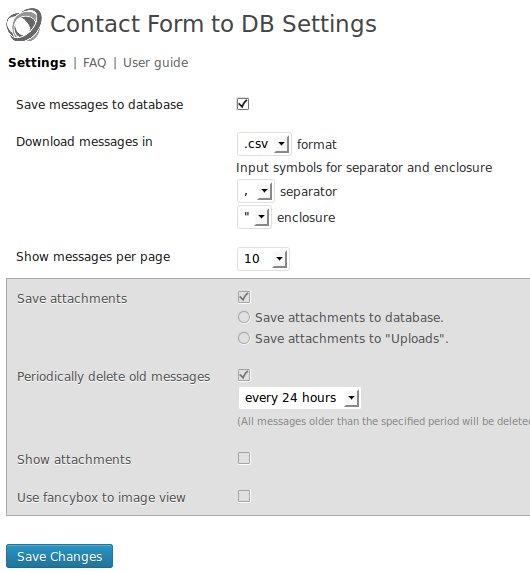 Contact Form to DB Settings
Settings | FAQ | User guide
Save messages to database
Download messages in .csv format
Input symbols for separator and enclosure
, separator
" enclosure
Show messages per page 10
Save attachments
Save attachments to database.
Save attachments to "Uploads".
Periodically delete old messages
every 24 hours
(All messages older than the specified period will be delete
Show attachments
Use fancybox to image view
Save Changes